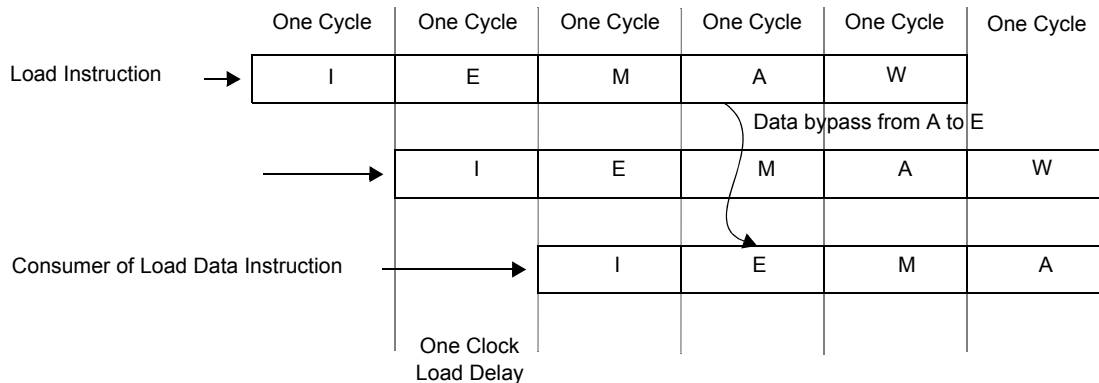 One Cycle One Cycle One Cycle One Cycle One Cycle One Cycle
Load Instruction I E M A W
Data bypass from A to E
I E M A W
Consumer of Load Data Instruction I E M A
One Clock
Load Delay